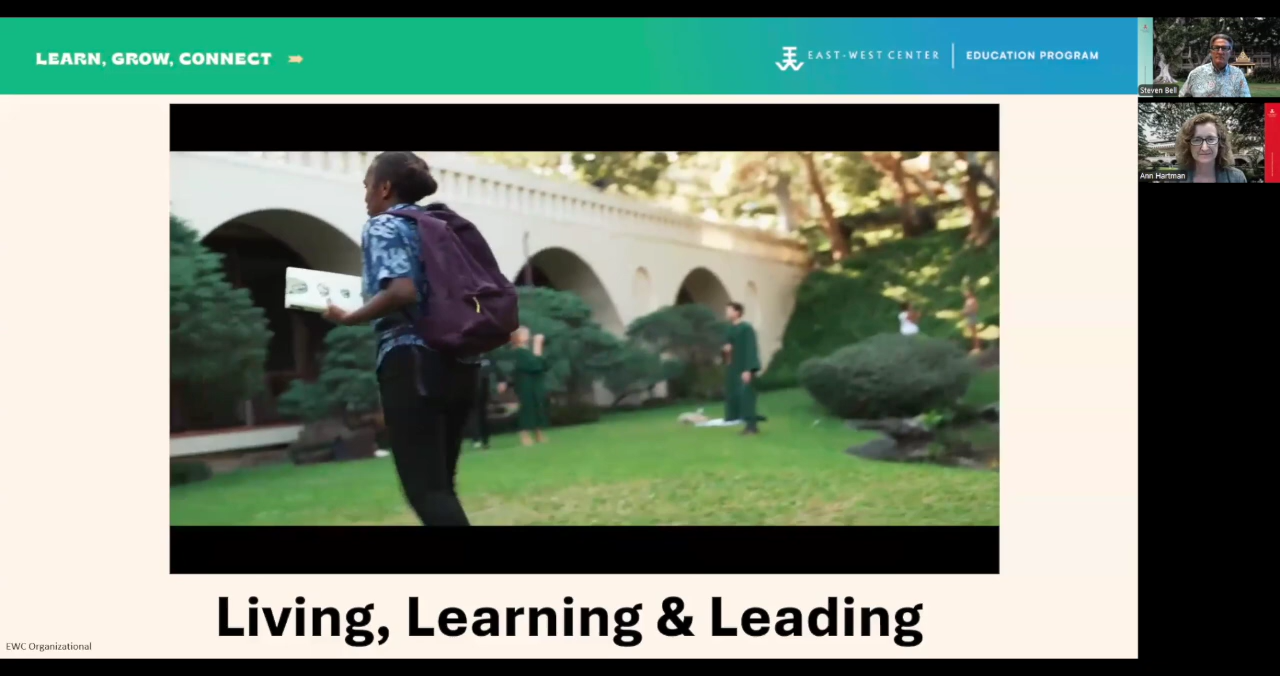 LEARN, GROW, CONNECT
EAST-WEST CENTER
EDUCATION PROGRAM
Steven Bell
Ann Hartman
Living, Learning & Leading
EWC Organizational